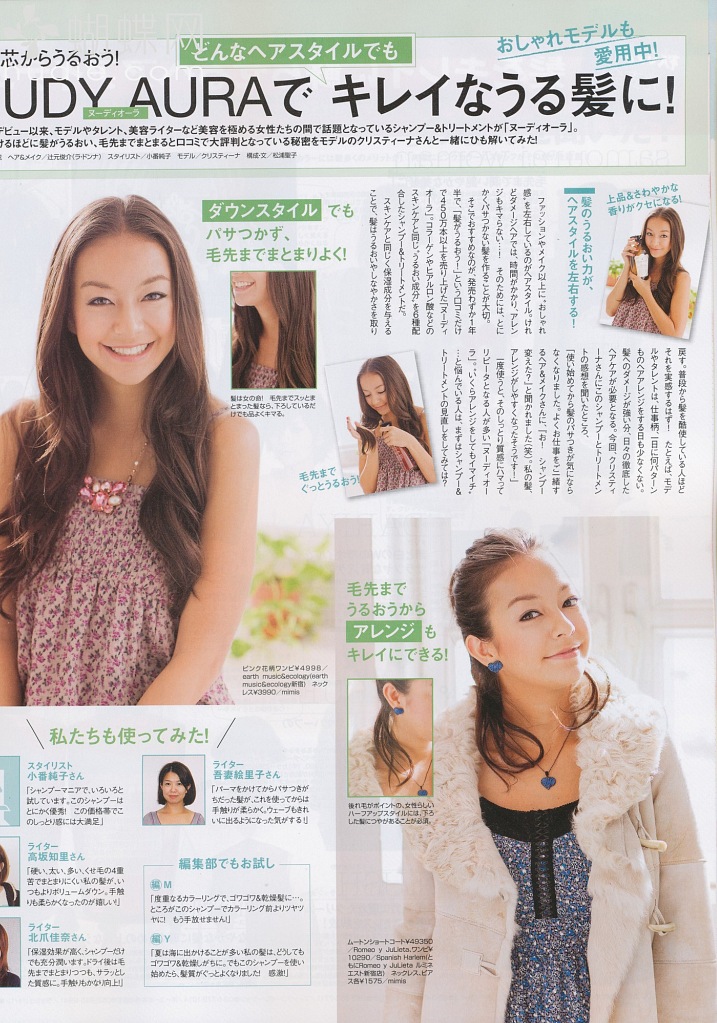 蝴蝶网
芯からうるおう!
どんなヘアスタイルでも
おしゃれモデルも
愛用中!
UDY AURAで キレイなうる髪に!
ヌーディオーラ
デビュー以来、モデルやタレント、美容ライターなど美容を極める女性たちの間で話題となっているシャンプー&トリートメントが「ヌーディオーラ」。
けるほどに髪がうるおい、毛先までまとまると口コミで大評判となっている秘密をモデルのクリスティーナさんと一緒にひも解いてみた!
ヘア&メイク/辻元俊介(ラ・ドンナ) スタイリスト/小番純子 モデル/クリスティーナ 構成・文/松浦聖子
ダウンスタイル でも
パサつかず、
毛先までまとまりよく!
髪は女の命! 毛先までスッとま
とまった髪なら、下ろしているだ
けでも品よくキマる。
上品&さわやかな
香りがクセになる!
髪のうるおい力が、
ヘアスタイルを左右する!
ファッションやメイク以上に、“おしゃれ
感”を左右しているのがヘアスタイル。けれ
どダメージヘアでは、時間がかかり、アレン
ジもキマらない…! そのためには、とに
かくパサつかない髪を作ることが大切。
そこでおすすめなのが、発売わずか1年
半で、「髪がうるおう!」という口コミだけ
で450万本以上を売り上げた「ヌーディ
オーラ」。コラーゲンやヒアルロン酸などの
スキンケアと同じ“うるおい成分”を6種配
合したシャンプー&トリートメントだ。
スキンケアと同じく保湿成分を与える
ことで、髪はうるおいやしなやかさを取り
戻す。普段から髪を酷使している人ほど
それを実感するはず! たとえば、モデ
ルやタレントは、仕事柄、一日に何パターン
ものヘアアレンジをする日も少なくない。
髪へのダメージが強い分、日々の徹底した
ヘアケアが必要となる。今回、クリスティ
ーナさんにこのシャンプーとトリートメン
トの感想を聞いたところ、
「使い始めてから髪のパサつきが気になら
なくなりました。よくお仕事をご一緒す
るヘア&メイクさんに、『お! シャンプー
変えた?』と聞かれました(笑)。私の髪、
アレンジがしやすくなったそうです!」
一度使うと、そのしっとり質感にハマって
リピータとなる人が多い「ヌーディオー
ラ」。“いくらアレンジをしてもイマイチ”
…と悩んでいる人は、まずはシャンプー&
トリートメントの見直しをしてみては?
毛先まで
ぐっとうるおう!
ピンク花柄ワンピ¥4998/
earth music&ecology(earth
music&ecology新宿) ネック
レス¥3990/mimis
毛先まで
うるおうから
アレンジ も
キレイにできる!
後れ毛がポイントの、女性らしい
ハーフアップスタイルには、下ろし
た髪につやがあることが必須。
ムートンショートコート¥49350
/Romeo y JuLieta、ワンピ¥
10290/Spanish Harlem(と
もにRomeo y JuLieta ルミネ
エスト新宿店) ネックレス、ピア
ス各¥1575/mimis
私たちも使ってみた!
スタイリスト
小番純子さん
「シャンプーマニアで、いろいろと
試しています。このシャンプーは
とにかく優秀! この価格帯でこ
のしっとり感には大満足」
ライター
吾妻絵里子さん
「パーマをかけてからパサつきが
ちだった髪が、これを使ってからは
手触りが柔らかく。ウェーブもきれ
いに出るようになった気がする!」
ライター
高坂知里さん
「硬い、太い、多い、くせ毛の4重
苦でまとまりにくい私の髪が、い
つもよりボリュームダウン。手触
りも柔らかくなったのが嬉しい」
ライター
北爪佳奈さん
「保湿効果が高く、シャンプーだけ
でも充分潤います。ドライ後は毛
先までまとまりつつも、サラッとし
た質感に。手触りもかなり向上!」
編集部でもお試し
編M
「度重なるカラーリングで、ゴワゴワ&乾燥髪に…。
ところがこのシャンプーでカラーリング前よりツヤツ
ヤに! もう手放せません!」
編Y
「夏は海に出かけることが多い私の髪は、どうしても
ゴワゴワ&乾燥しがちに。でもこのシャンプーを使い
始めたら、髪質がぐっとよくなりました! 感激!」